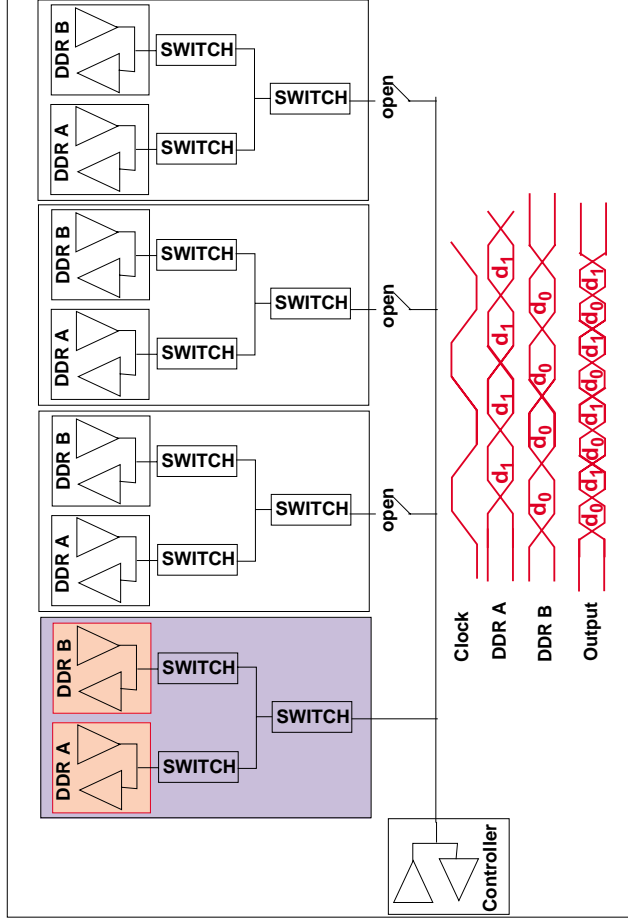 DDR A
DDR B
DDR A
DDR B
DDR A
DDR B
DDR A
DDR B
SWITCH
SWITCH
SWITCH
SWITCH
SWITCH
SWITCH
SWITCH
SWITCH
SWITCH
SWITCH
SWITCH
SWITCH
open
open
open
Controller
Clock
DDR A
d1 d1 d1 d1
DDR B
d0 d0 d0 d0
Output
d0 d1 d0 d1 d0 d1 d0 d1